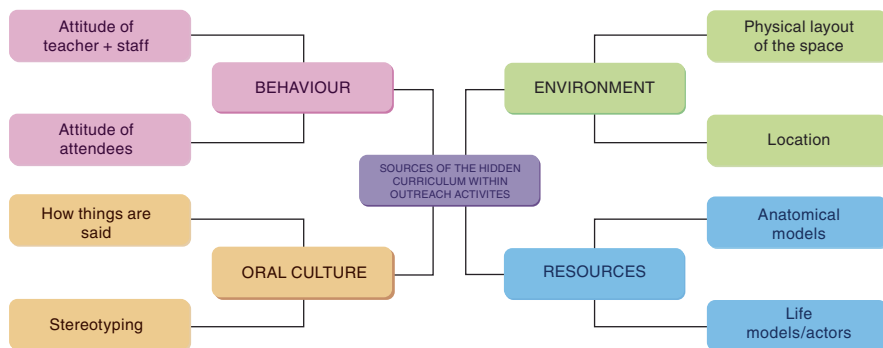 Attitude of
teacher + staff
BEHAVIOUR
Attitude of
attendees
How things are
said
ORAL CULTURE
Stereotyping
SOURCES OF THE HIDDEN
CURRICULUM WITHIN
OUTREACH ACTIVITES
Physical layout
of the space
ENVIRONMENT
Location
Anatomical
models
RESOURCES
Life
models/actors